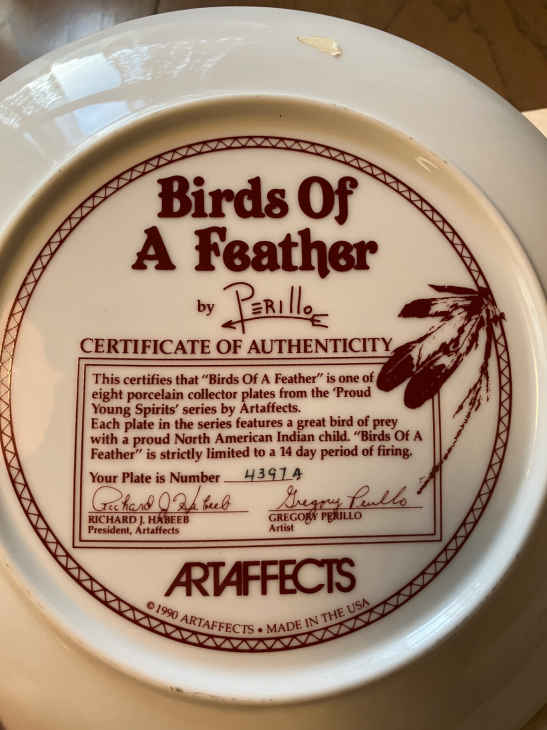 Birds Of
A Feather
by PERillo
CERTIFICATE OF AUTHENTICITY
This certifies that "Birds Of A Feather" is one of
eight porcelain collector plates from the 'Proud
Young Spirits' series by Artaffects.
Each plate in the series features a great bird of prey
with a proud North American Indian child. "Birds Of A
Feather" is strictly limited to a 14 day period of firing.
Your Plate is Number 4397A
Richard J. Habeeb Gregory Perillo
RICHARD J. HABEEB GREGORY PERILLO
President, Artaffects Artist
ARTAFFECTS
©1990 ARTAFFECTS • MADE IN THE USA